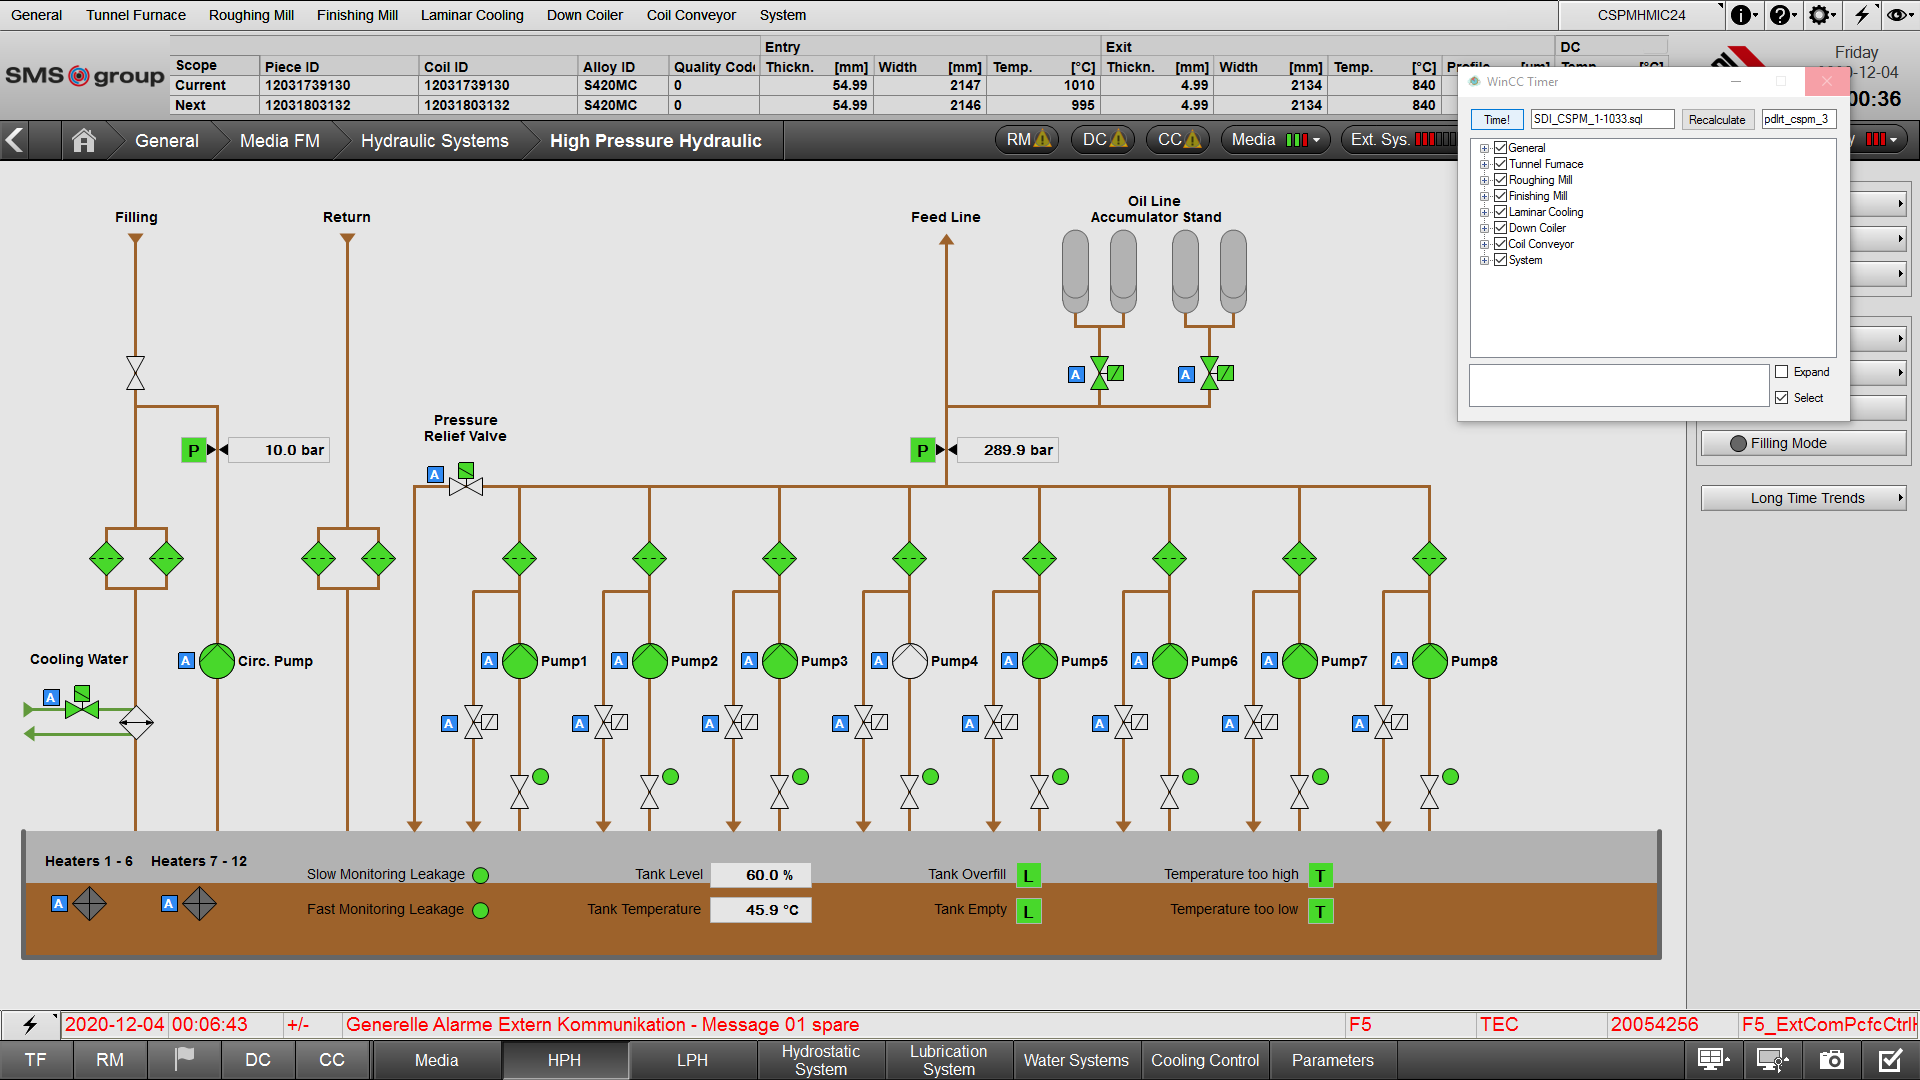 General Tunnel Furnace Roughing Mill Finishing Mill Laminar Cooling Down Coiler Coil Conveyor System CSPMHMIC24
Entry Exit DC Friday
Scope Piece ID Coil ID Alloy ID Quality Thickn. [mm] Width [mm] Temp. [°C] Thickn. [mm] Width [mm] Temp. [°C]
SMS group
Current 12031739130 12031739130 S420MC 0 54.99 2147 1010 4.99 2134 840
Next 12031803132 12031803132 S420MC 0 54.99 2146 995 4.99 2134 840
-12-04
00:36
General Media FM Hydraulic Systems High Pressure Hydraulic RM DC CC Media Ext. Sys.
WinCC Timer
Time! SDI_CSPM_1-1033.sql Recalculate pdlrt_cspm_3
General
Tunnel Furnace
Roughing Mill
Finishing Mill
Laminar Cooling
Down Coiler
Coil Conveyor
System
Expand
Select
Filling Mode
Long Time Trends
Filling Return Feed Line Oil Line
Accumulator Stand
A A
Pressure
Relief Valve
P 10.0 bar A P 289.9 bar
Cooling Water
A
A Circ. Pump A Pump1 A Pump2 A Pump3 A Pump4 A Pump5 A Pump6 A Pump7 A Pump8
A A A A A A A A
Heaters 1 - 6 Heaters 7 - 12
A A
Slow Monitoring Leakage Tank Level 60.0 % Tank Overfill L Temperature too high T
Fast Monitoring Leakage Tank Temperature 45.9 °C Tank Empty L Temperature too low T
2020-12-04 00:06:43 +/- Generelle Alarme Extern Kommunikation - Message 01 spare F5 TEC 20054256
TF RM DC CC Media HPH LPH Hydrostatic System Lubrication System Water Systems Cooling Control Parameters